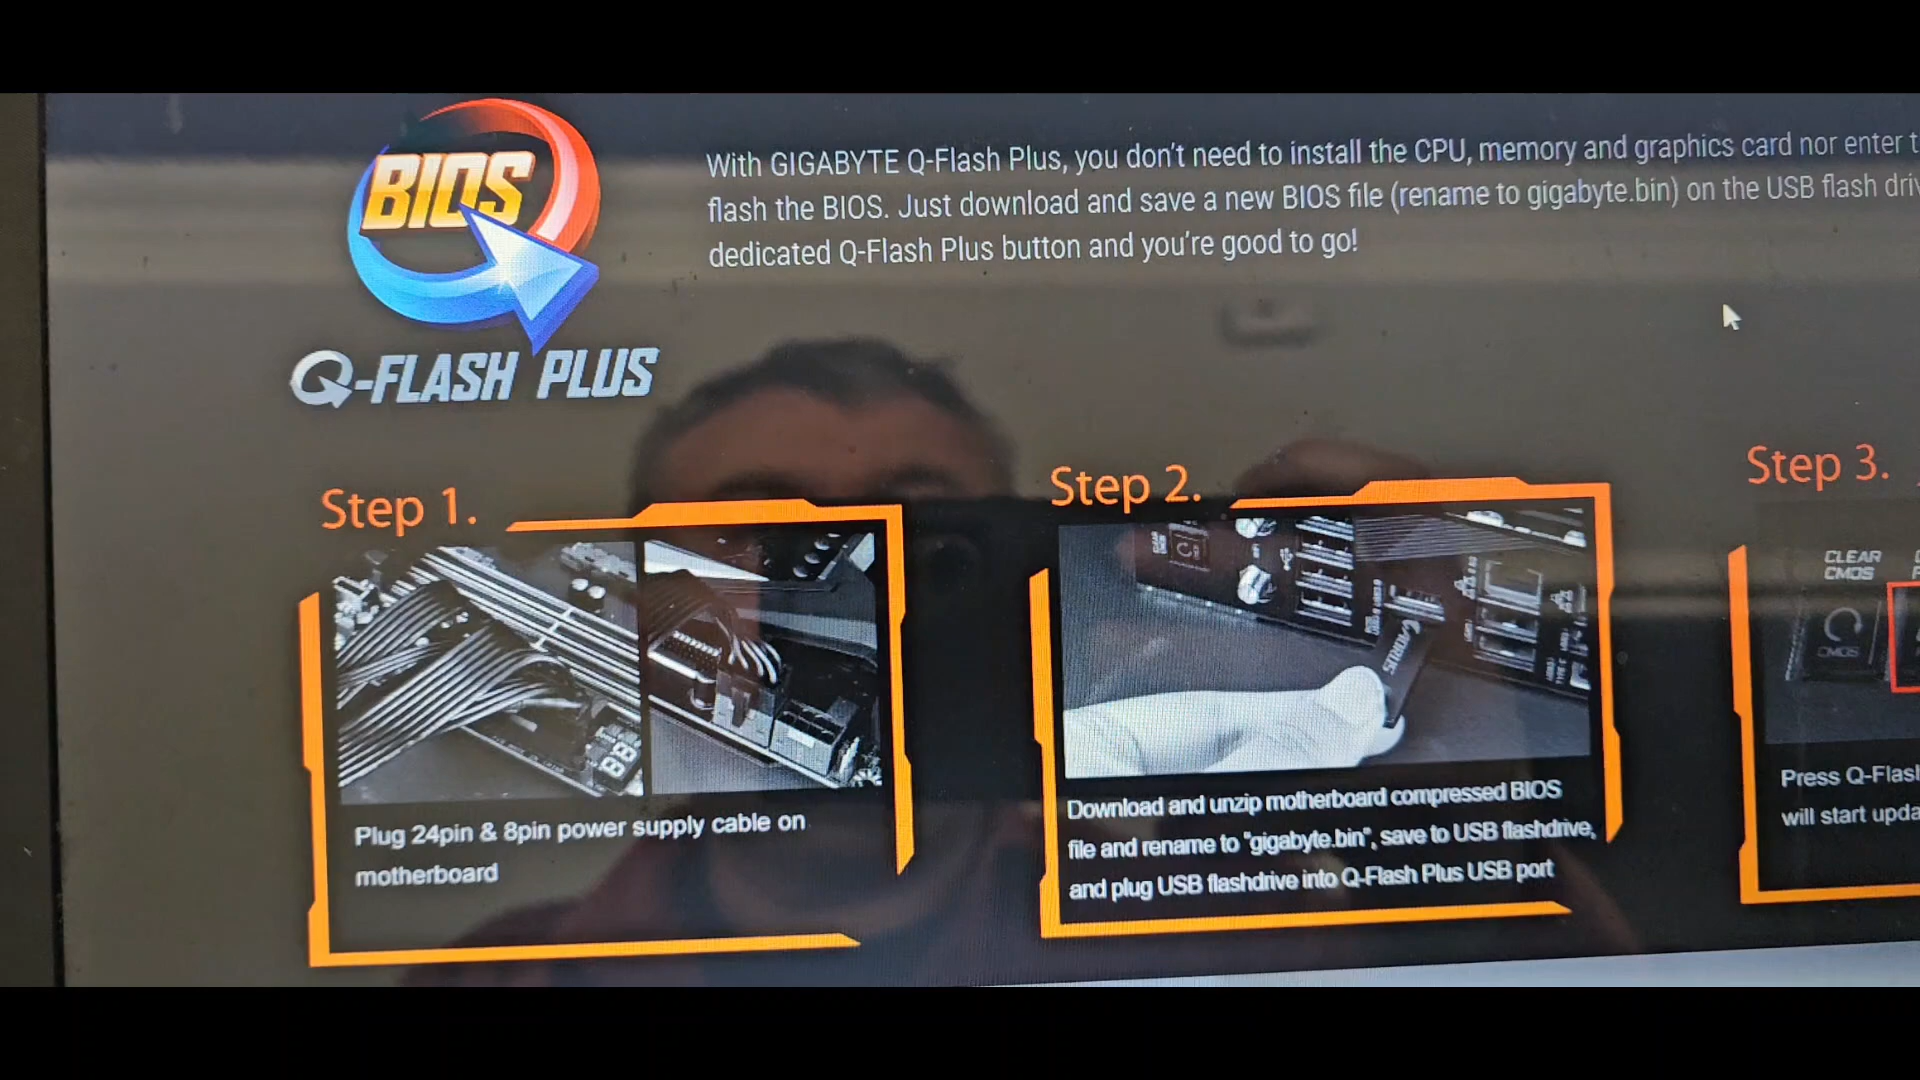 BIOS
Q-FLASH PLUS
With GIGABYTE Q-Flash Plus, you don't need to install the CPU, memory and graphics card nor enter
flash the BIOS. Just download and save a new BIOS file (rename to gigabyte.bin) on the USB flash
dedicated Q-Flash Plus button and you're good to go!
Step 1.
Plug 24pin & 8pin power supply cable on
motherboard
Step 2.
AORUS
Download and unzip motherboard compressed BIOS
file and rename to "gigabyte.bin", save to USB flashdrive,
and plug USB flashdrive into Q-Flash Plus USB port
Step 3.
CLEAR
CMOS
CMOS
Press Q-Flash
will start